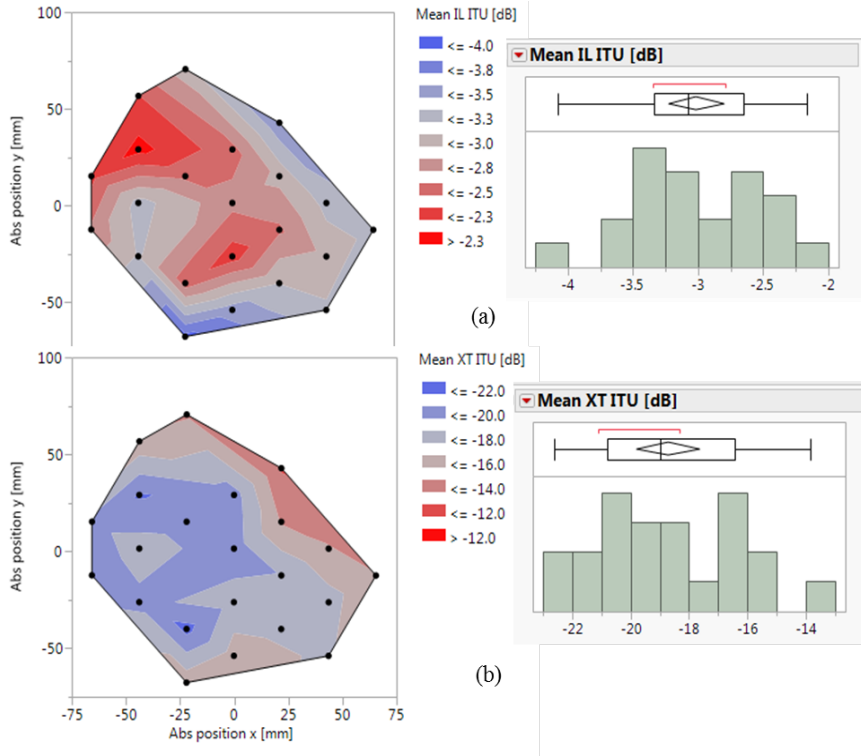 Mean IL ITU [dB]
<= -4.0
<= -3.8
<= -3.5
<= -3.3
<= -3.0
<= -2.8
<= -2.5
<= -2.3
> -2.3
100
50
0
-50
Abs position y [mm]
Mean IL ITU [dB]
-4 -3.5 -3 -2.5 -2
(a)
Mean XT ITU [dB]
<= -22.0
<= -20.0
<= -18.0
<= -16.0
<= -14.0
<= -12.0
> -12.0
100
50
0
-50
Abs position y [mm]
-75 -50 -25 0 25 50 75
Abs position x [mm]
Mean XT ITU [dB]
-22 -20 -18 -16 -14
(b)